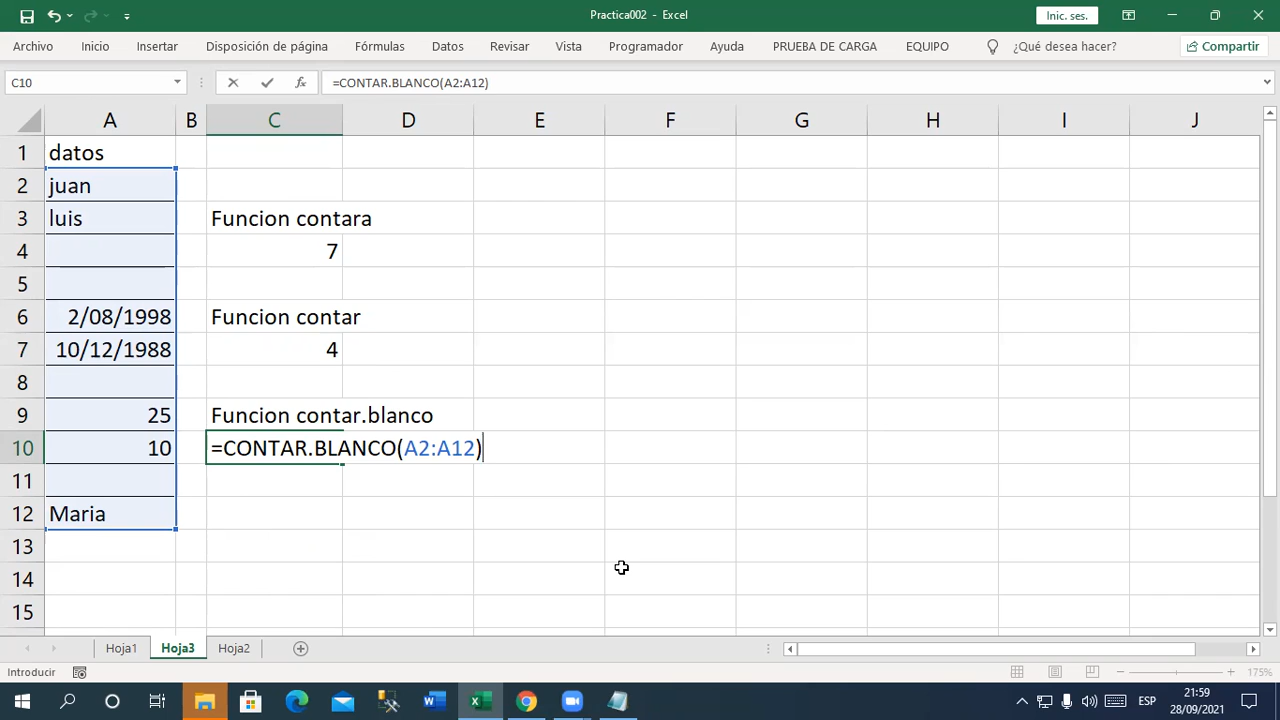 Practica002 - Excel
Inic. ses.
Archivo Inicio Insertar Disposición de página Fórmulas Datos Revisar Vista Programador Ayuda PRUEBA DE CARGA EQUIPO ¿Qué desea hacer? Compartir
C10 fx =CONTAR.BLANCO(A2:A12)
A B C D E F G H I J
1 datos
2 juan
3 luis Funcion contara
4 7
5
6 2/08/1998 Funcion contar
7 10/12/1988 4
8
9 25 Funcion contar.blanco
10 10 =CONTAR.BLANCO(A2:A12)
11
12 Maria
13
14
15
Hoja1 Hoja3 Hoja2
Introducir 175%
ESP 21:59
28/09/2021